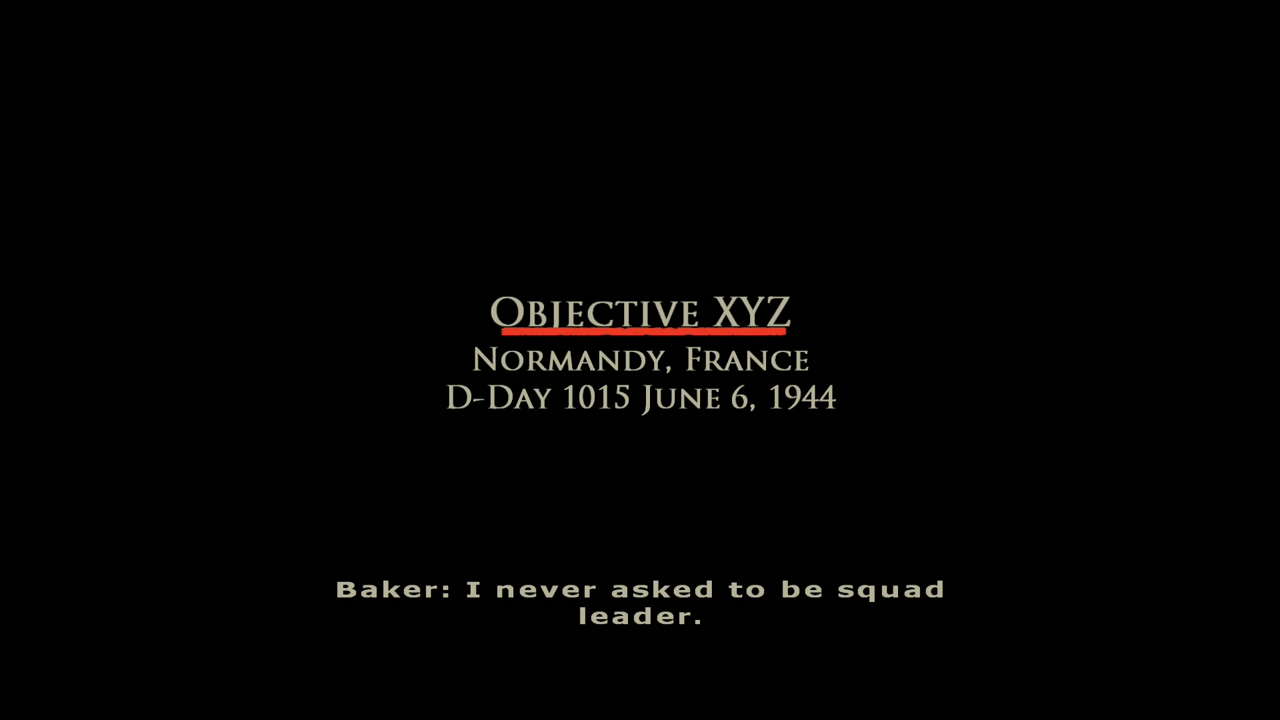 Objective XYZ
Normandy, France
D-Day 1015 June 6, 1944
Baker: I never asked to be squad
leader.